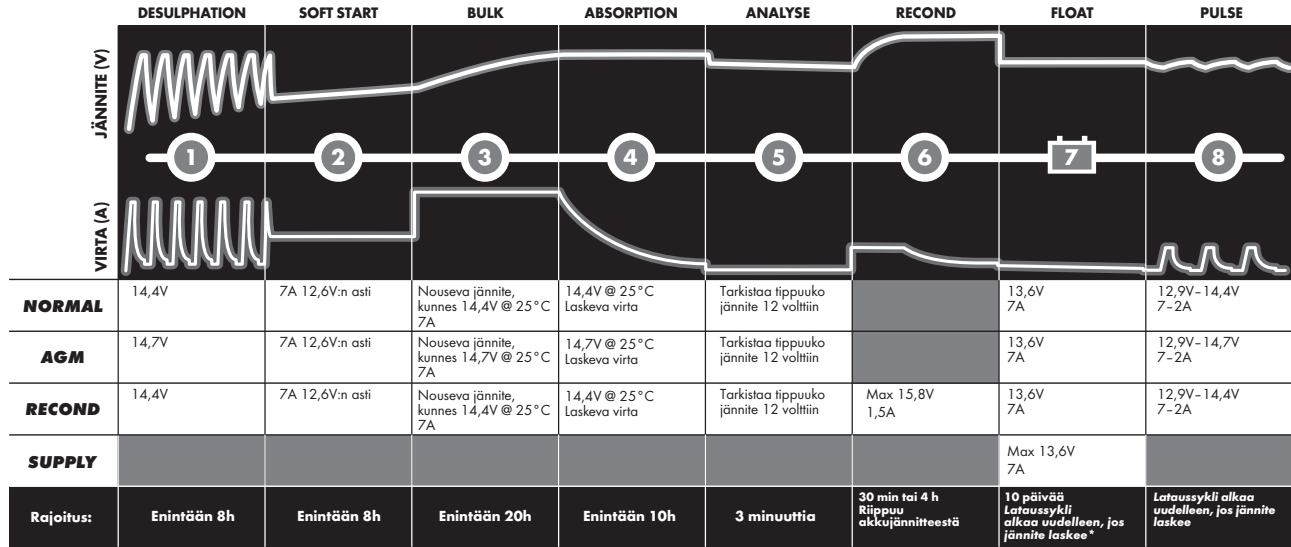 DESULPHATION
SOFT START
BULK
ABSORPTION
ANALYSE
RECOND
FLOAT
PULSE
JÄNNITE (V)
1
2
3
4
5
6
7
8
VIRTA (A)
NORMAL
14,4V
7A 12,6V:n asti
Nouseva jännite,
kunnes 14,4V @ 25°C
7A
14,4V @ 25°C
Laskeva virta
Tarkistaa tippuuko
jännite 12 volttiin
13,6V
7A
12,9V–14,4V
7–2A
AGM
14,7V
7A 12,6V:n asti
Nouseva jännite,
kunnes 14,7V @ 25°C
7A
14,7V @ 25°C
Laskeva virta
Tarkistaa tippuuko
jännite 12 volttiin
13,6V
7A
12,9V–14,7V
7–2A
RECOND
14,4V
7A 12,6V:n asti
Nouseva jännite,
kunnes 14,4V @ 25°C
7A
14,4V @ 25°C
Laskeva virta
Tarkistaa tippuuko
jännite 12 volttiin
Max 15,8V
1,5A
13,6V
7A
12,9V–14,4V
7–2A
SUPPLY
Max 13,6V
7A
Rajoitus:
Enintään 8h
Enintään 8h
Enintään 20h
Enintään 10h
3 minuuttia
30 min tai 4 h
Riippuu
akkujännitteestä
10 päivää
Lataussykli
alkaa uudelleen, jos
jännite laskee*
Lataussykli alkaa
uudelleen, jos jännite
laskee